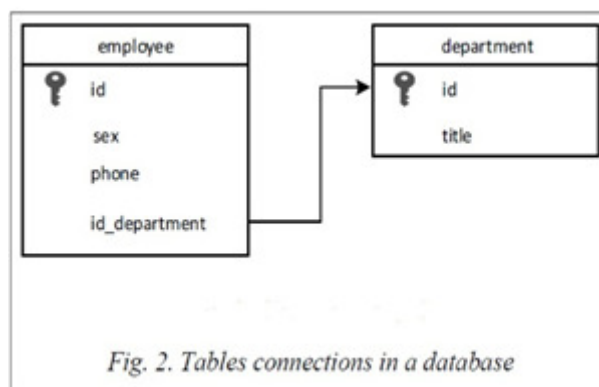 employee
id
sex
phone
id_department
department
id
title
Fig. 2. Tables connections in a database